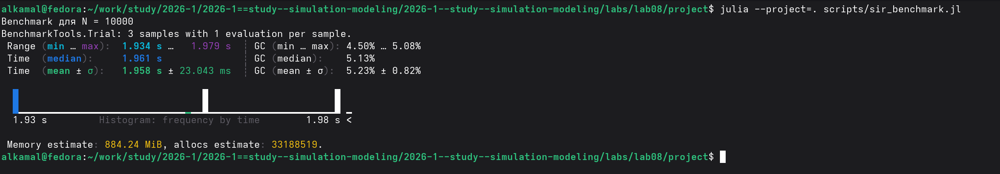 alkamal@fedora:~/work/study/2026-1/2026-1==study--simulation-modeling/2026-1--study--simulation-modeling/labs/lab08/project$ julia --project=. scripts/sir_benchmark.jl
Benchmark для N = 10000
BenchmarkTools.Trial: 3 samples with 1 evaluation per sample.
 Range (min … max):  1.934 s …   1.979 s  ┊ GC (min … max): 4.50% … 5.08%
 Time  (median):     1.961 s              ┊ GC (median):    5.13%
 Time  (mean ± σ):   1.958 s ± 23.043 ms  ┊ GC (mean ± σ):  5.23% ± 0.82%
  1.93 s         Histogram: frequency by time        1.98 s <
 Memory estimate: 884.24 MiB, allocs estimate: 33188519.
alkamal@fedora:~/work/study/2026-1/2026-1==study--simulation-modeling/2026-1--study--simulation-modeling/labs/lab08/project$